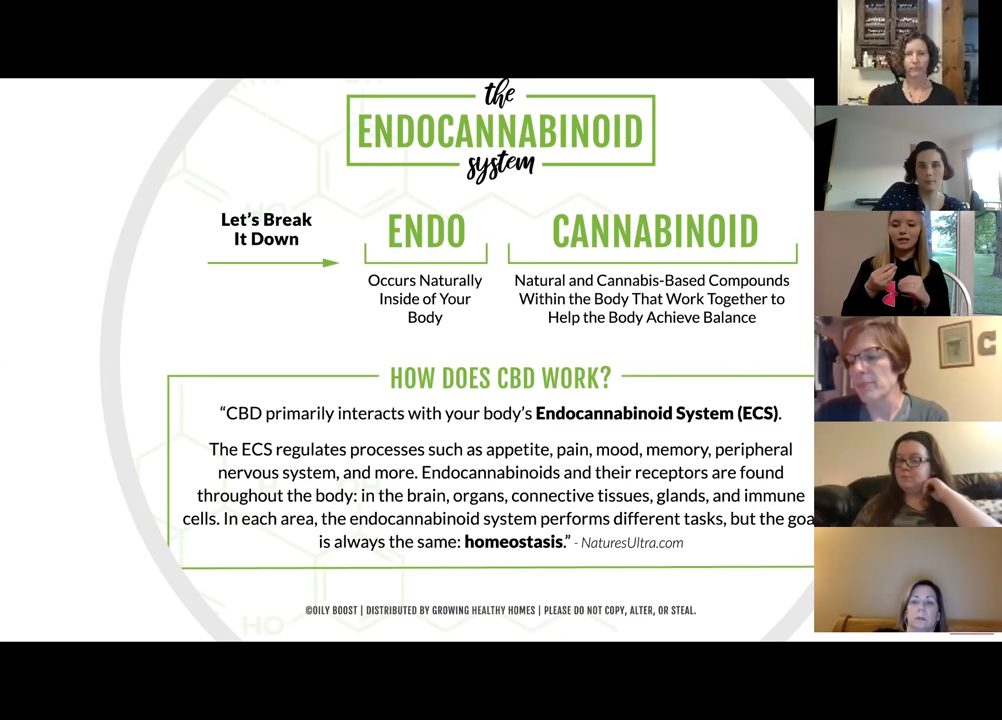 the
ENDOCANNABINOID
system
Let's Break
It Down
ENDO
CANNABINOID
Occurs Naturally
Inside of Your
Body
Natural and Cannabis-Based Compounds
Within the Body That Work Together to
Help the Body Achieve Balance
HOW DOES CBD WORK?
“CBD primarily interacts with your body's Endocannabinoid System (ECS).
The ECS regulates processes such as appetite, pain, mood, memory, peripheral
nervous system, and more. Endocannabinoids and their receptors are found
throughout the body: in the brain, organs, connective tissues, glands, and immune
cells. In each area, the endocannabinoid system performs different tasks, but the goa
is always the same: homeostasis.” - NaturesUltra.com
©OILY BOOST | DISTRIBUTED BY GROWING HEALTHY HOMES | PLEASE DO NOT COPY, ALTER, OR STEAL.
HO
C